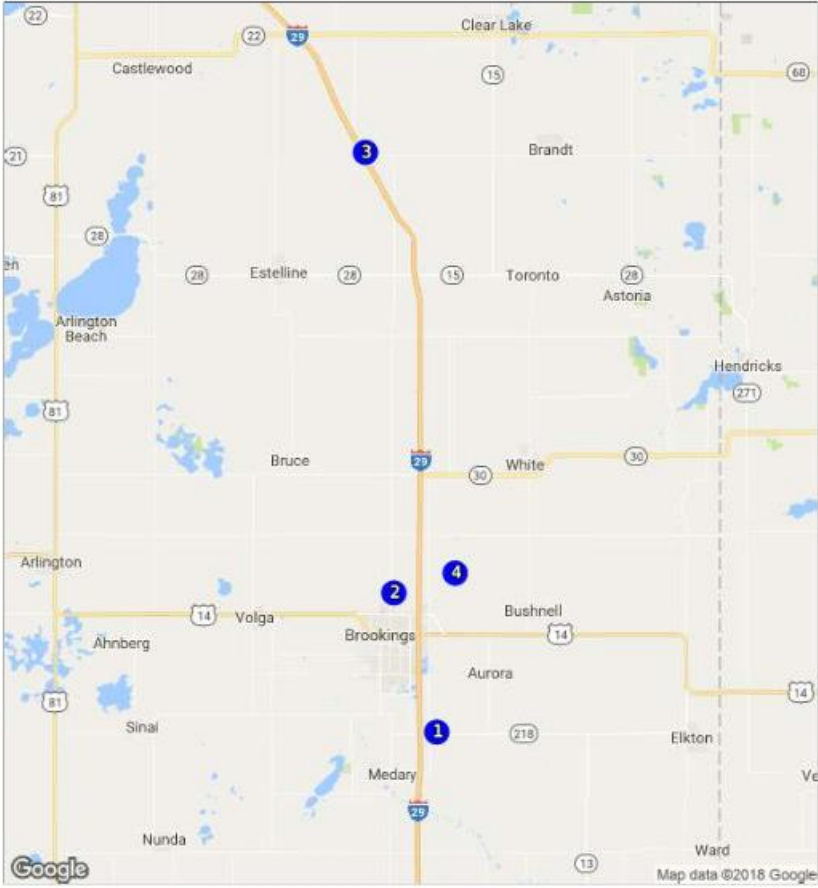 22
Clear Lake
22
29
Castlewood
15
68
3
Brandt
21
81
28
en
28
Estelline
28
15
Toronto
28
Astoria
Arlington
Beach
Hendricks
271
81
Bruce
29
White
30
30
Arlington
4
2
Bushnell
14
Volga
Brookings
14
Ahnberg
Aurora
14
81
Sinai
1
218
Elkton
Medary
Ve
29
Nunda
Ward
13
Google
Map data ©2018 Google